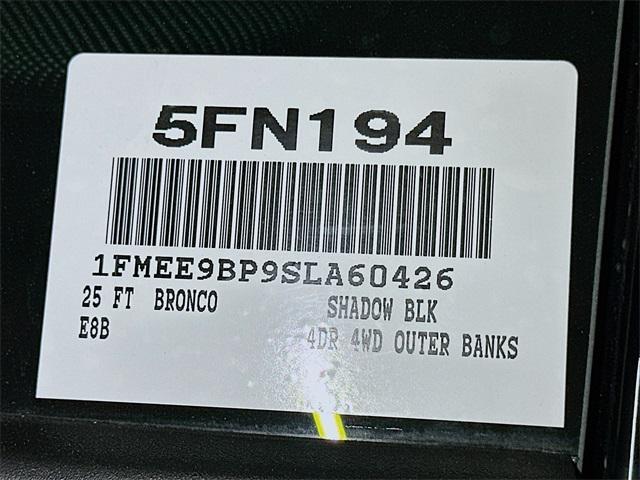 5FN194
1FMEE9BP9SLA60426
25 FT BRONCO SHADOW BLK
E8B 4DR 4WD OUTER BANKS